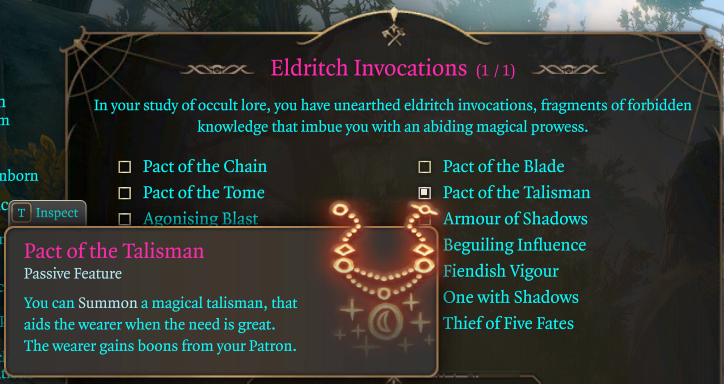 Eldritch Invocations (1 / 1)
In your study of occult lore, you have unearthed eldritch invocations, fragments of forbidden
knowledge that imbue you with an abiding magical prowess.
Pact of the Chain
Pact of the Blade
Pact of the Tome
Pact of the Talisman
Agonising Blast
Armour of Shadows
Beguiling Influence
Fiendish Vigour
One with Shadows
Thief of Five Fates
nborn
T Inspect
Pact of the Talisman
Passive Feature
You can Summon a magical talisman, that
aids the wearer when the need is great.
The wearer gains boons from your Patron.